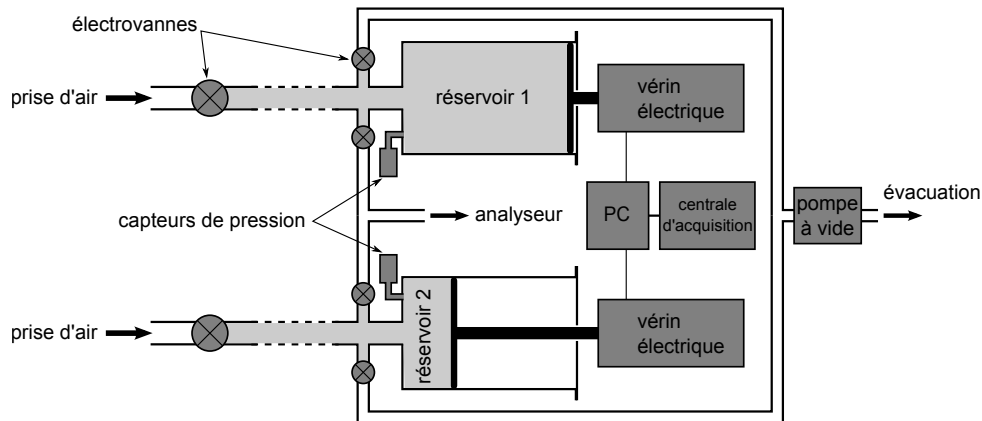 électrovannes
prise d'air
réservoir 1
vérin
électrique
capteurs de pression
analyseur
PC
centrale
d'acquisition
pompe
à vide
évacuation
prise d'air
réservoir 2
vérin
électrique